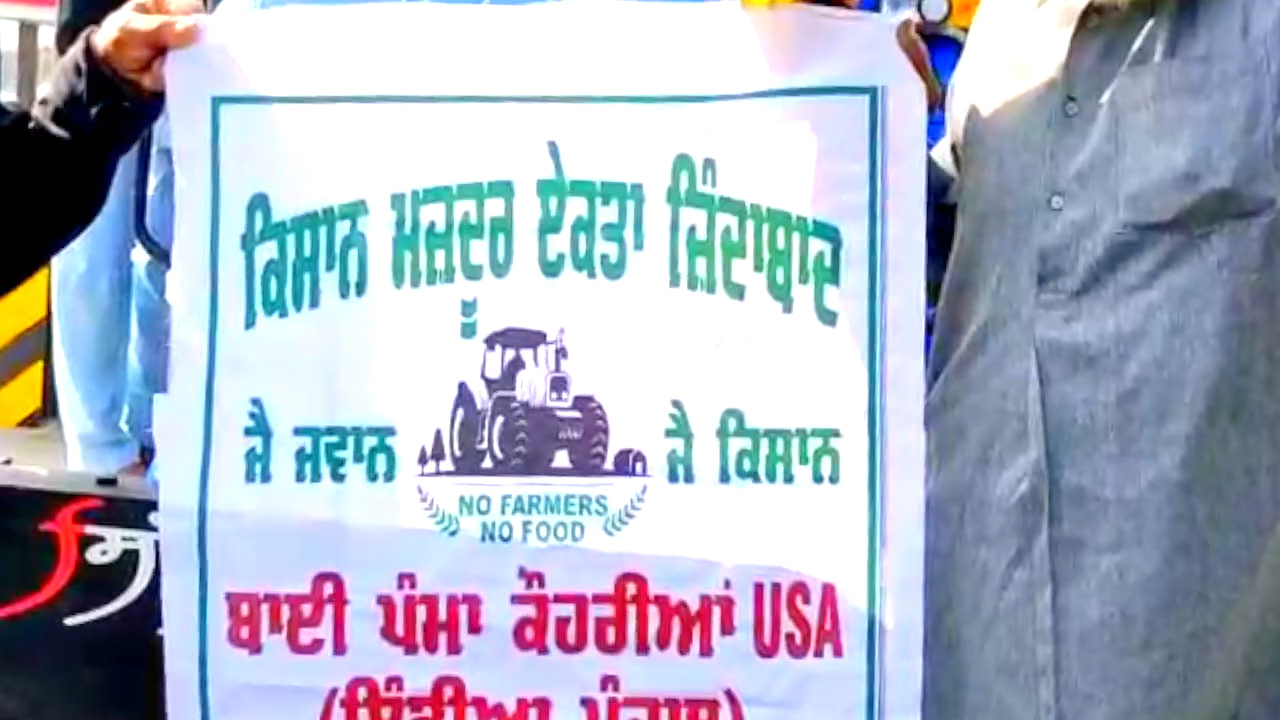 ਕਿਸਾਨ ਮਜ਼ਦੂਰ ਏਕਤਾ ਜ਼ਿੰਦਾਬਾਦ
ਜੈ ਜਵਾਨ
ਜੈ ਕਿਸਾਨ
NO FARMERS
NO FOOD
ਬਾਈ ਪੰਮਾ ਕੌਹਰੀਆਂ USA